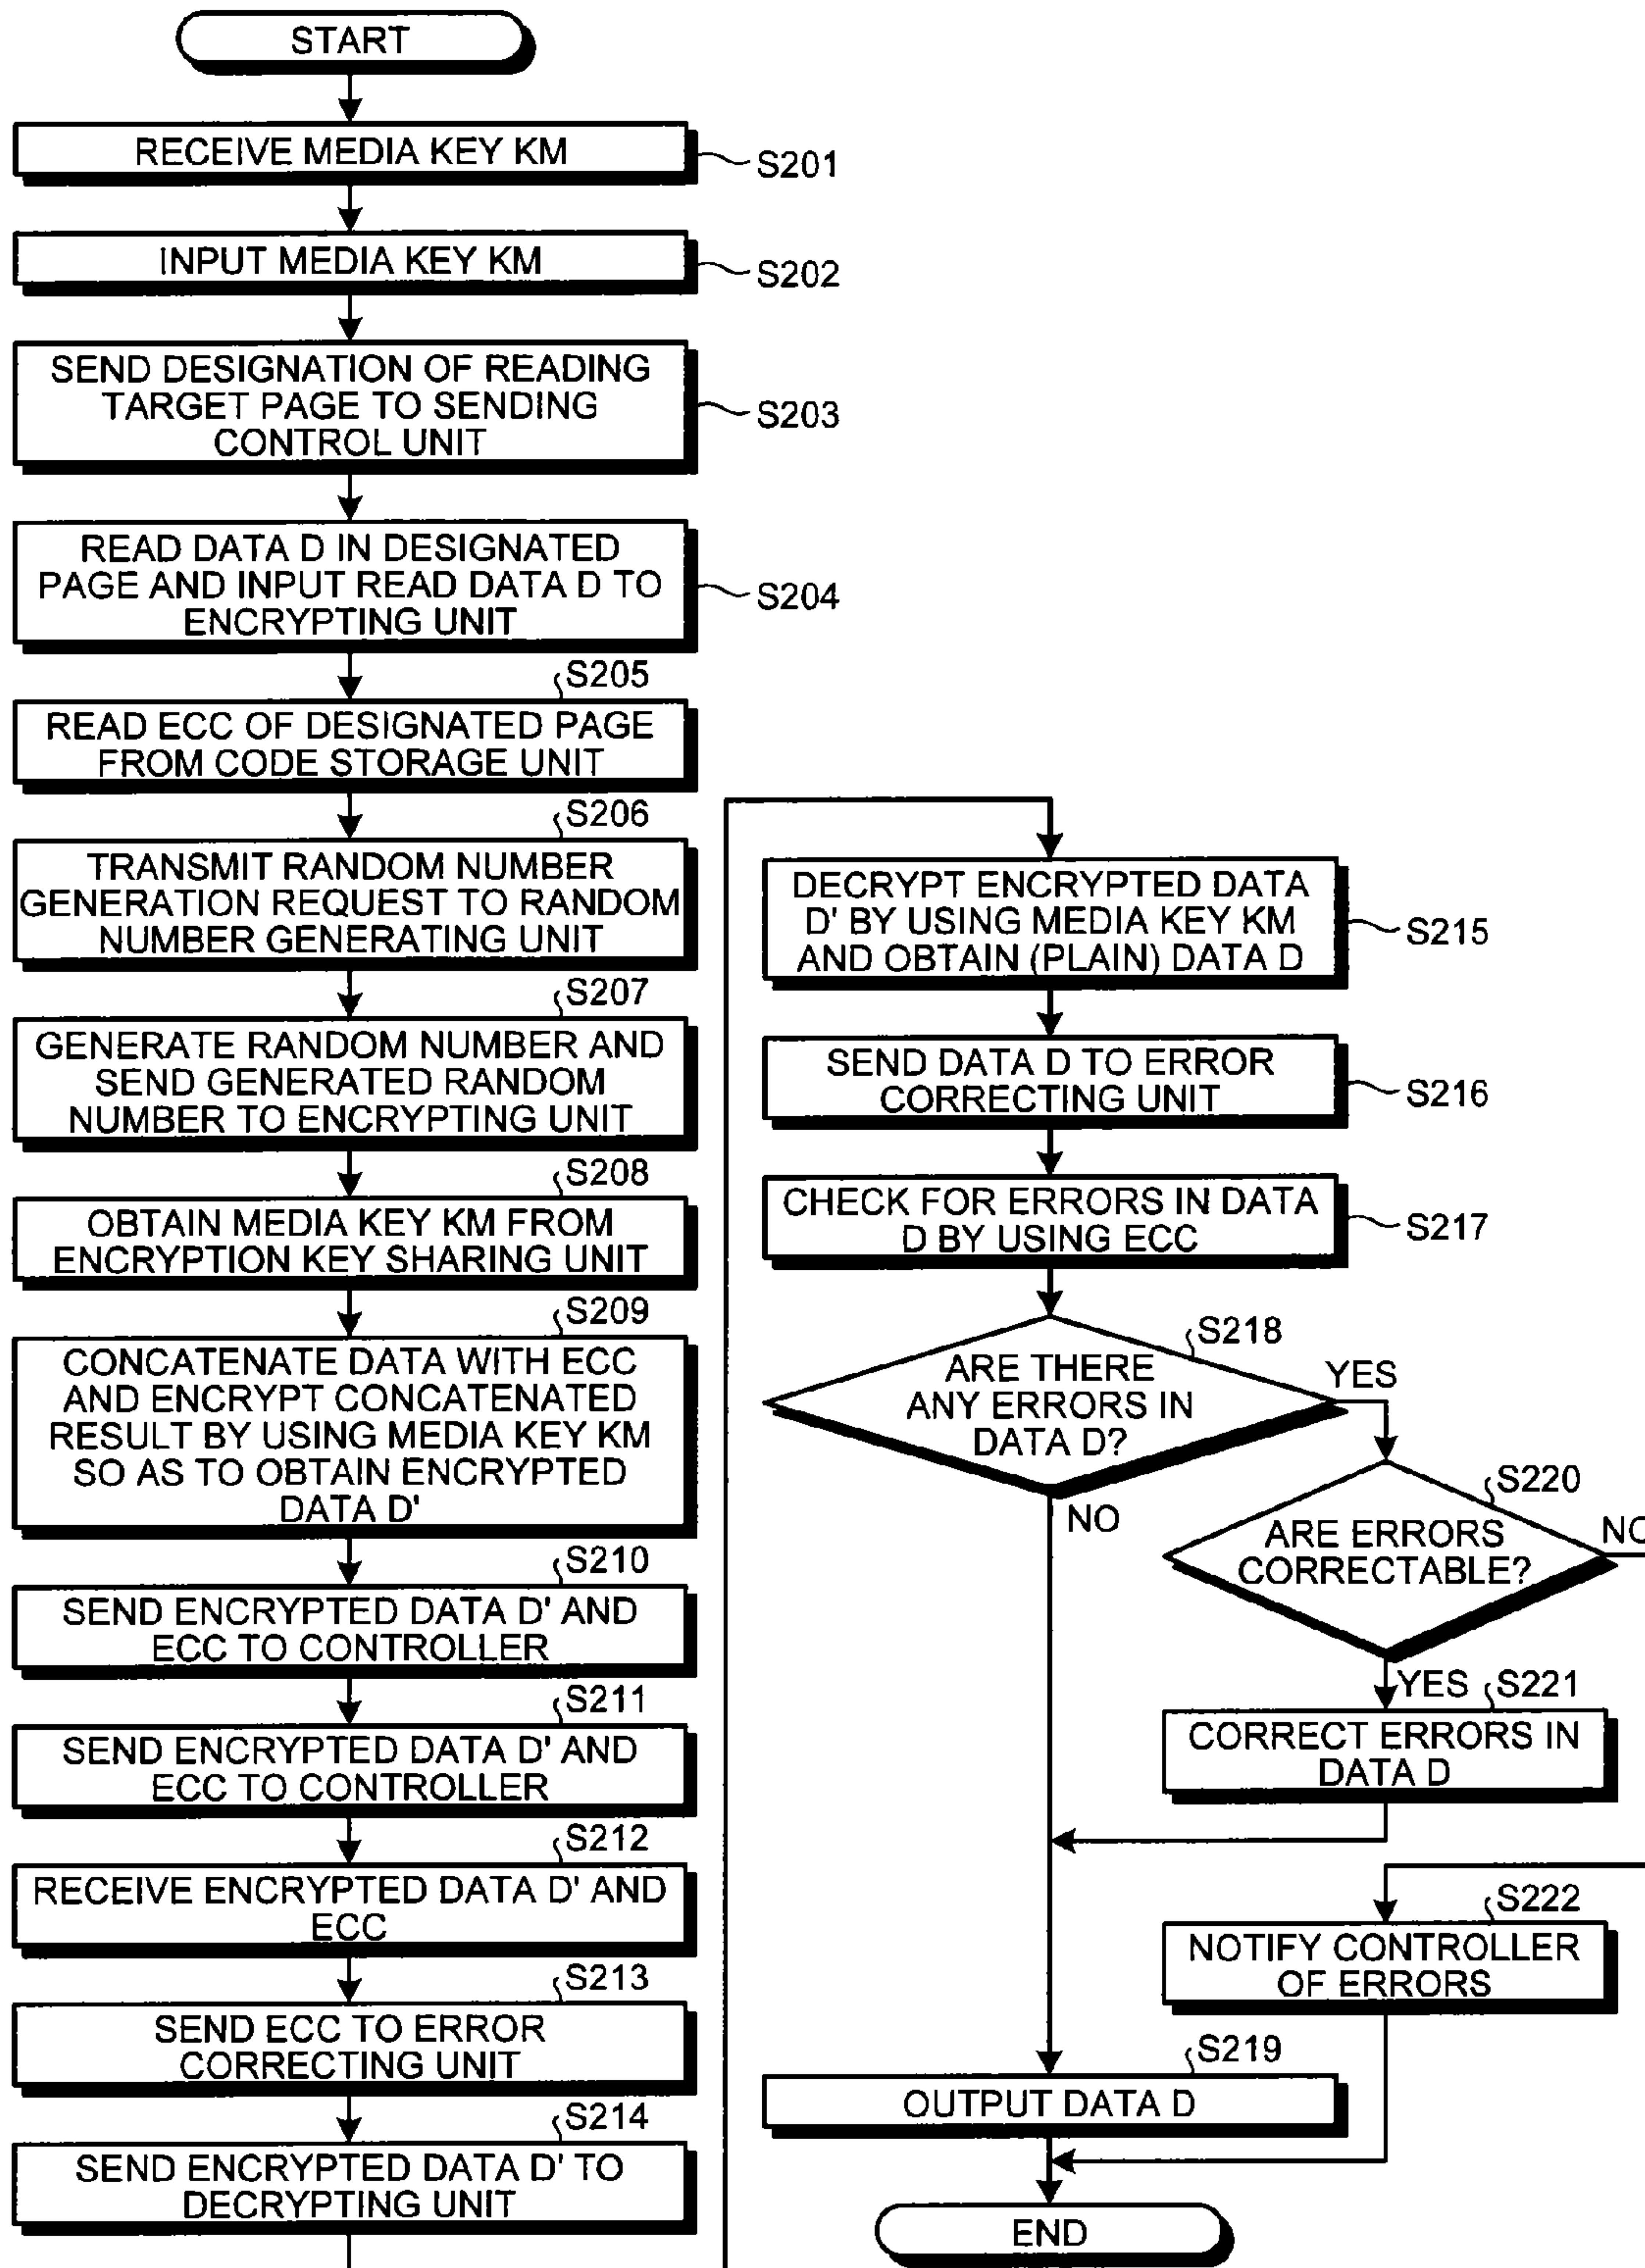 START
RECEIVE MEDIA KEY KM
S201
INPUT MEDIA KEY KM
S202
SEND DESIGNATION OF READING
TARGET PAGE TO SENDING
CONTROL UNIT
S203
READ DATA D IN DESIGNATED
PAGE AND INPUT READ DATA D TO
ENCRYPTING UNIT
S204
S205
READ ECC OF DESIGNATED PAGE
FROM CODE STORAGE UNIT
S206
TRANSMIT RANDOM NUMBER
GENERATION REQUEST TO RANDOM
NUMBER GENERATING UNIT
S207
GENERATE RANDOM NUMBER AND
SEND GENERATED RANDOM
NUMBER TO ENCRYPTING UNIT
S208
OBTAIN MEDIA KEY KM FROM
ENCRYPTION KEY SHARING UNIT
S209
CONCATENATE DATA WITH ECC
AND ENCRYPT CONCATENATED
RESULT BY USING MEDIA KEY KM
SO AS TO OBTAIN ENCRYPTED
DATA D'
S210
SEND ENCRYPTED DATA D' AND
ECC TO CONTROLLER
S211
SEND ENCRYPTED DATA D' AND
ECC TO CONTROLLER
S212
RECEIVE ENCRYPTED DATA D' AND
ECC
S213
SEND ECC TO ERROR
CORRECTING UNIT
S214
SEND ENCRYPTED DATA D' TO
DECRYPTING UNIT
DECRYPT ENCRYPTED DATA
D' BY USING MEDIA KEY KM
AND OBTAIN (PLAIN) DATA D
S215
SEND DATA D TO ERROR
CORRECTING UNIT
S216
CHECK FOR ERRORS IN DATA
D BY USING ECC
S217
S218
ARE THERE
ANY ERRORS IN
DATA D?
YES
NO
S220
ARE ERRORS
CORRECTABLE?
NO
YES
S221
CORRECT ERRORS IN
DATA D
S222
NOTIFY CONTROLLER
OF ERRORS
S219
OUTPUT DATA D
END